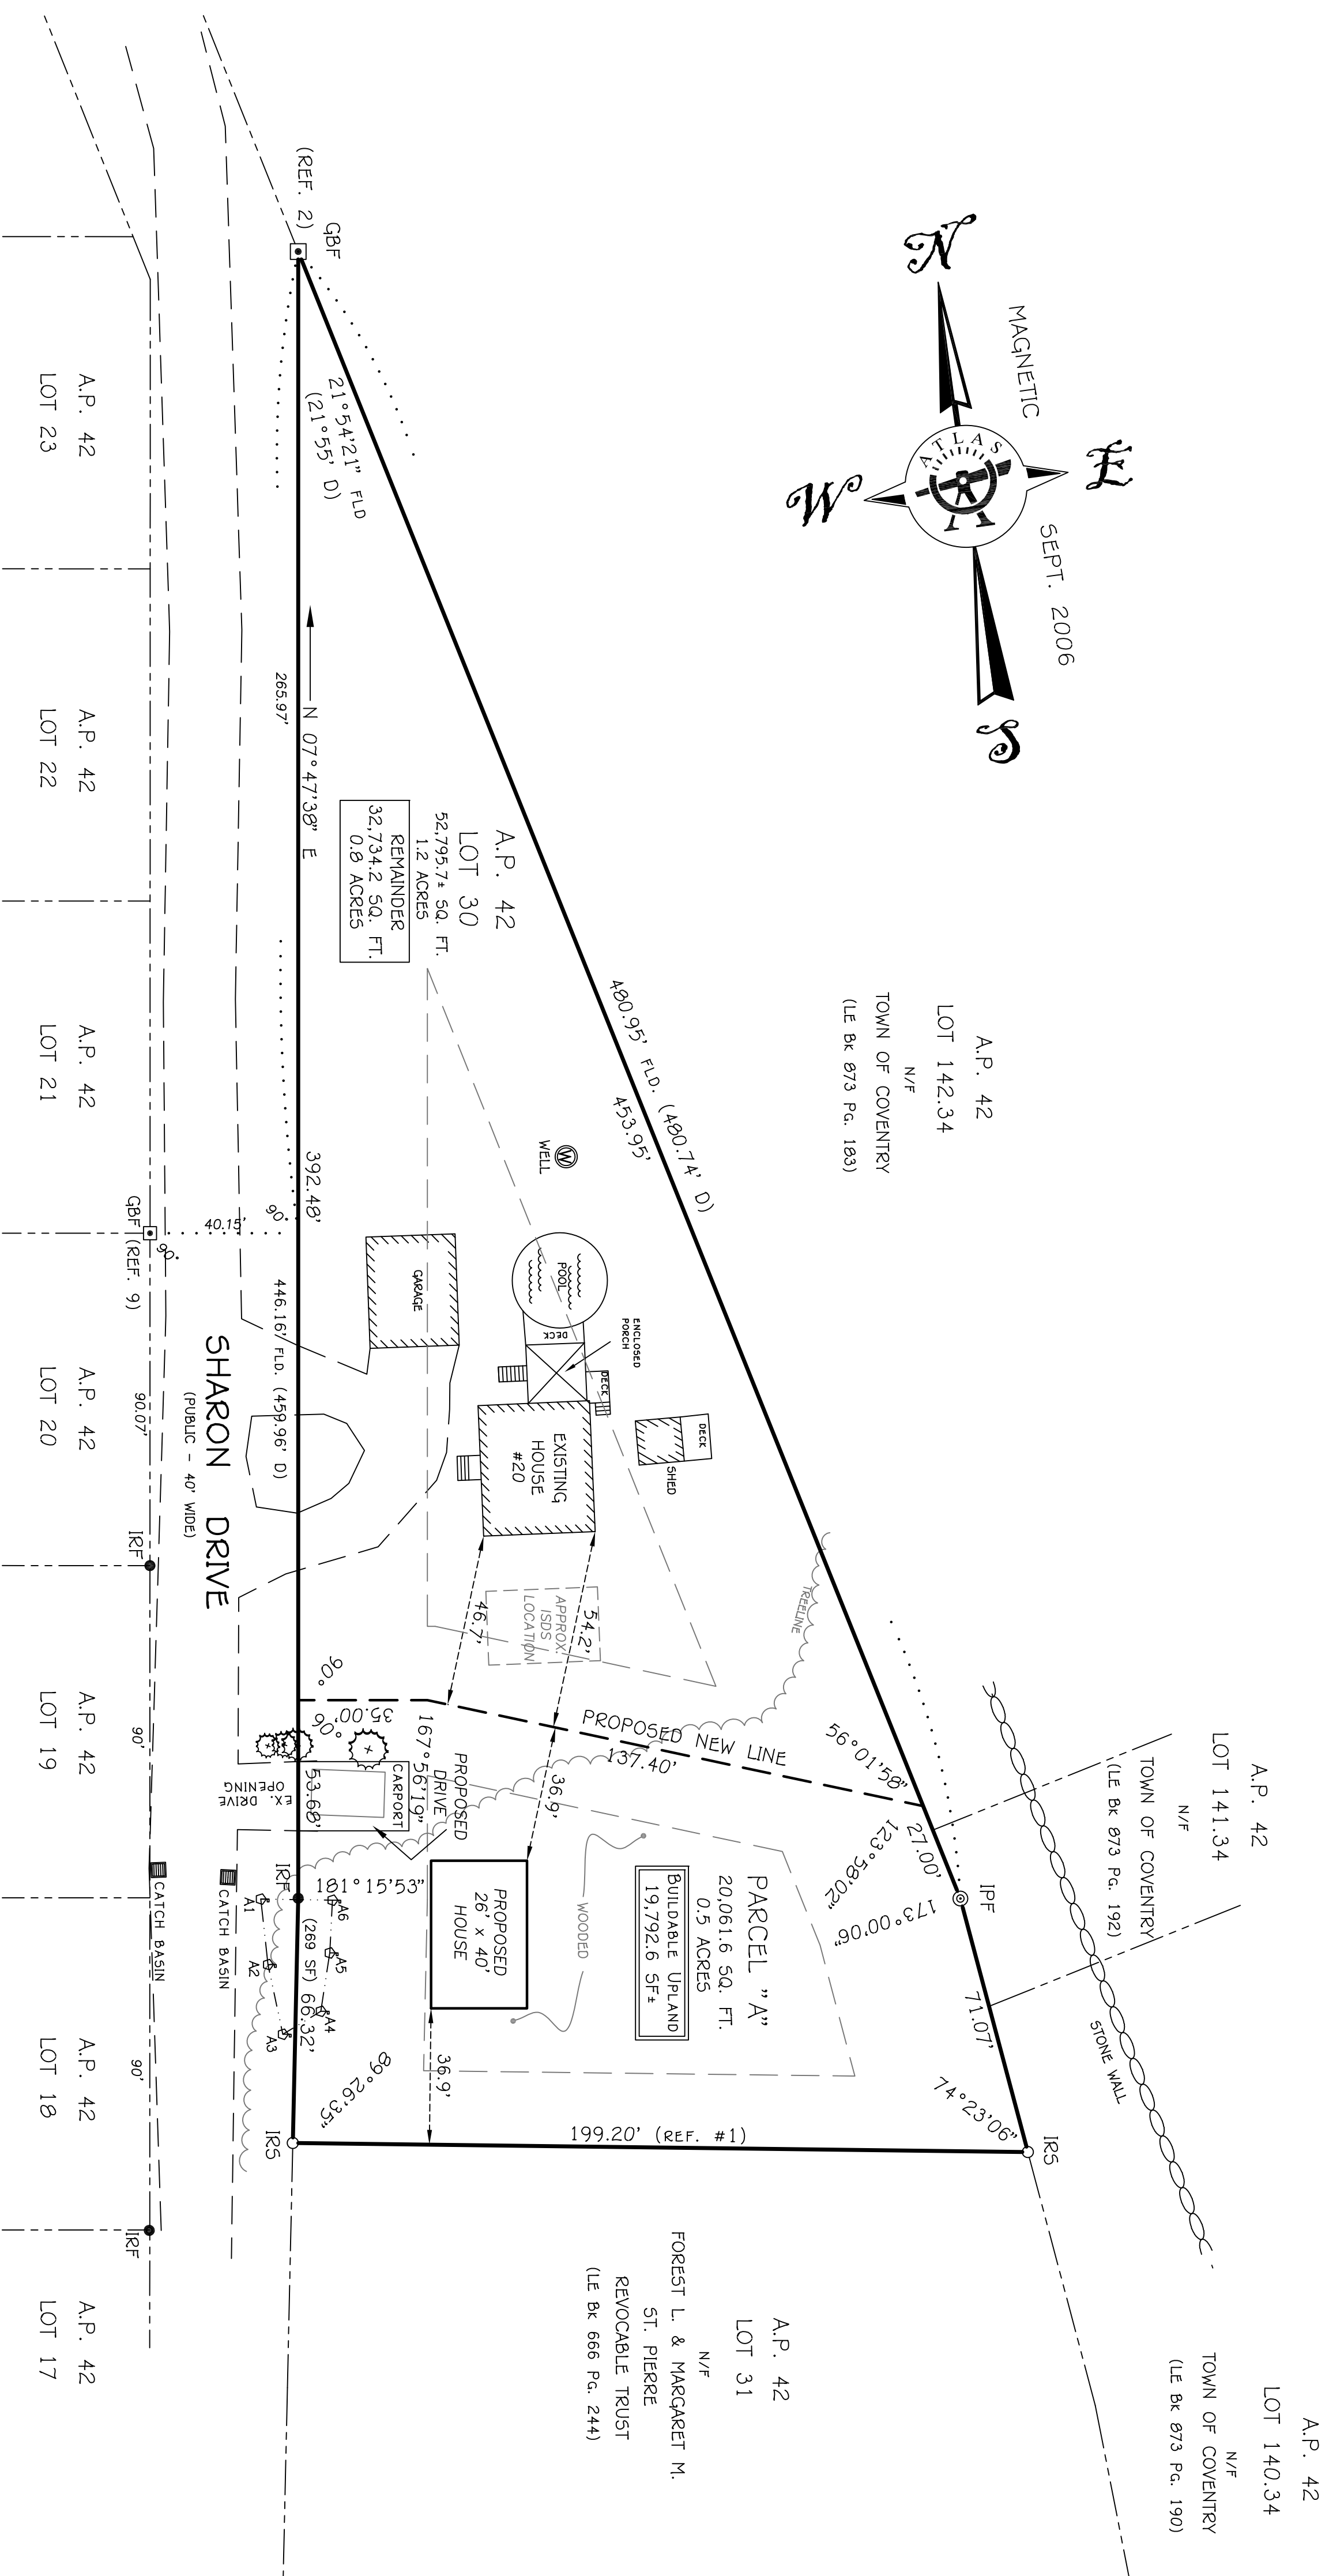 N
MAGNETIC
E
ATLAS
W
SEPT. 2006
S
GBF
(REF. 2)
21°54'21" FLD
(21°55' D)
A.P. 42
LOT 23
A.P. 42
LOT 22
A.P. 42
LOT 21
A.P. 42
LOT 20
A.P. 42
LOT 19
A.P. 42
LOT 18
A.P. 42
LOT 17
N 07°47'38" E
265.97'
392.48'
446.16' FLD. (459.96' D)
A.P. 42
LOT 30
52,795.7± SQ. FT.
1.2 ACRES
REMAINDER
32,734.2 SQ. FT.
0.8 ACRES
480.95' FLD. (480.74' D)
453.95'
A.P. 42
LOT 142.34
N/F
TOWN OF COVENTRY
(LE BK 873 PG. 183)
W
WELL
POOL
DECK
ENCLOSED
PORCH
DECK
GARAGE
EXISTING
HOUSE
#20
DECK
SHED
90°
40.15'
GBF (REF. 9)
90°
90.07'
SHARON DRIVE
(PUBLIC - 40' WIDE)
IRF
46.7'
54.2'
APPROX.
ISDS
LOCATION
TREELINE
90°
35.00'
90°
167°56'19"
PROPOSED NEW LINE
137.40'
56°01'58"
123°58'02"
27.00'
173°00'06"
IPF
71.07'
74°23'06"
IRS
PROPOSED
DRIVE
CARPORT
EX. DRIVE
OPENING
53.68'
36.9'
IRF
101°15'53"
PROPOSED
26' x 40'
HOUSE
WOODED
PARCEL "A"
20,061.6 SQ. FT.
0.5 ACRES
BUILDABLE UPLAND
19,792.6 SF±
A1
A2
A3
A4
A5
A6
(269 SF)
66.32'
89°26'35"
36.9'
IRS
199.20' (REF. #1)
90'
90'
CATCH BASIN
CATCH BASIN
IRF
A.P. 42
LOT 141.34
N/F
TOWN OF COVENTRY
(LE BK 873 PG. 192)
STONE WALL
A.P. 42
LOT 31
N/F
FOREST L. & MARGARET M.
ST. PIERRE
REVOCABLE TRUST
(LE BK 666 PG. 244)
A.P. 42
LOT 140.34
N/F
TOWN OF COVENTRY
(LE BK 873 PG. 190)